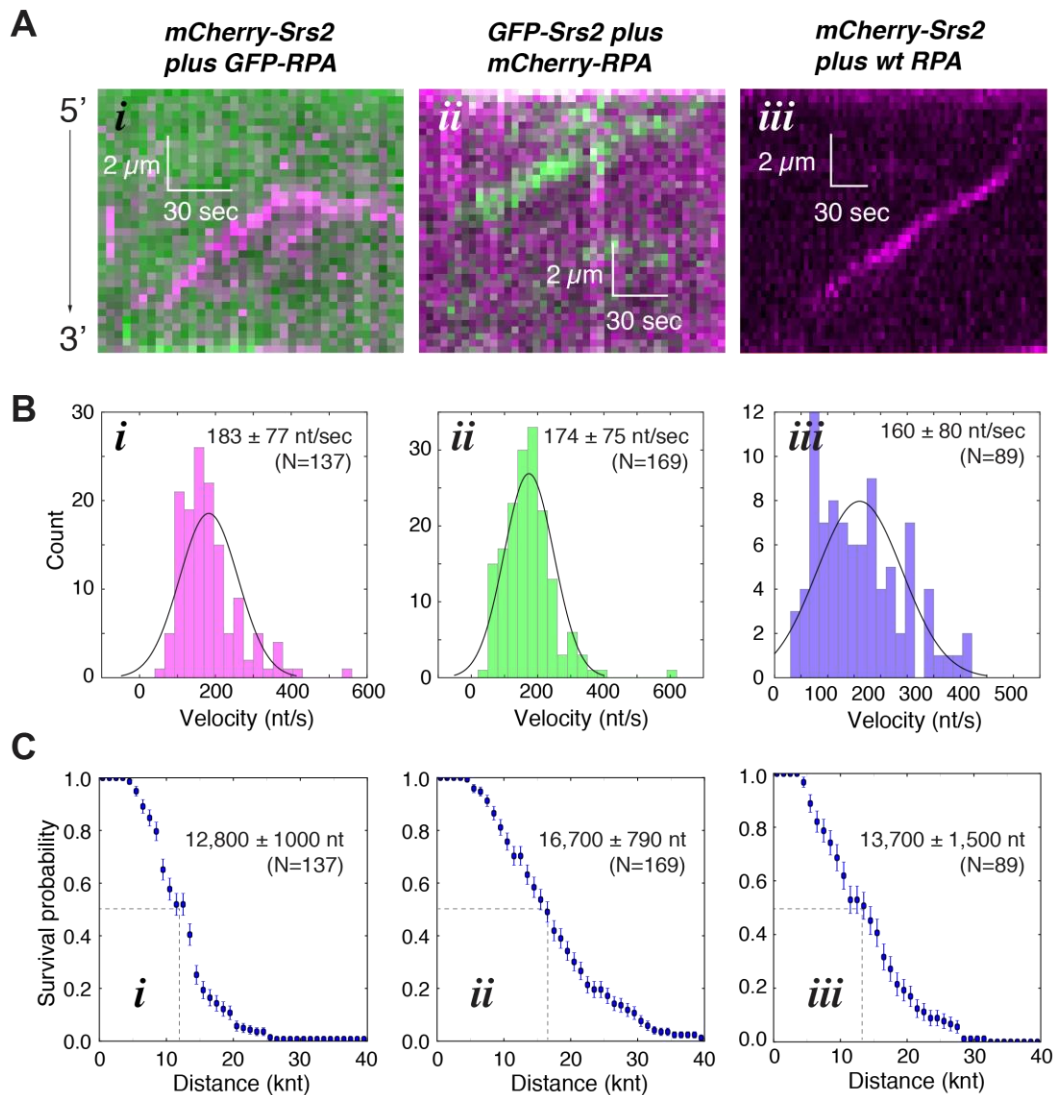 A
mCherry-Srs2
plus GFP-RPA
GFP-Srs2 plus
mCherry-RPA
mCherry-Srs2
plus wt RPA
5’
3’
i
2 µm
30 sec
ii
2 µm
30 sec
iii
2 µm
30 sec
B
i
183 ± 77 nt/sec
(N=137)
Count
30
20
10
0
0 200 400 600
Velocity (nt/s)
ii
174 ± 75 nt/sec
(N=169)
30
20
10
0
0 200 400 600
Velocity (nt/s)
iii
160 ± 80 nt/sec
(N=89)
12
10
8
6
4
2
0
100 200 300 400 500
Velocity (nt/s)
C
Survival probability
1.0
0.8
0.6
0.4
0.2
0.0
12,800 ± 1000 nt
(N=137)
i
0 10 20 30 40
Distance (knt)
1.0
0.8
0.6
0.4
0.2
0.0
16,700 ± 790 nt
(N=169)
ii
0 10 20 30 40
Distance (knt)
1.0
0.8
0.6
0.4
0.2
0.0
13,700 ± 1,500 nt
(N=89)
iii
0 10 20 30 40
Distance (knt)